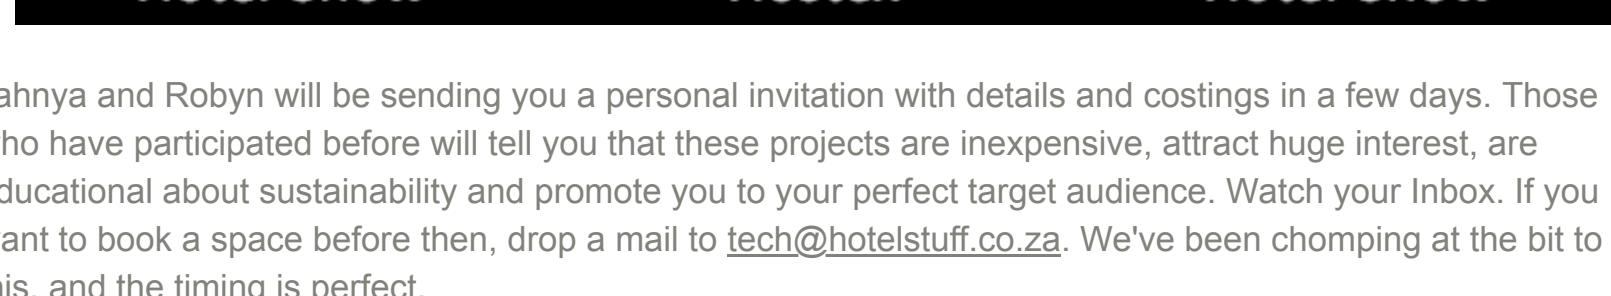 ahnya and Robyn will be sending you a personal invitation with details and costings in a few days. Those
ho have participated before will tell you that these projects are inexpensive, attract huge interest, are
ducational about sustainability and promote you to your perfect target audience. Watch your Inbox. If you
ant to book a space before then, drop a mail to tech@hotelstuff.co.za. We've been chomping at the bit to
is, and the timing is perfect.